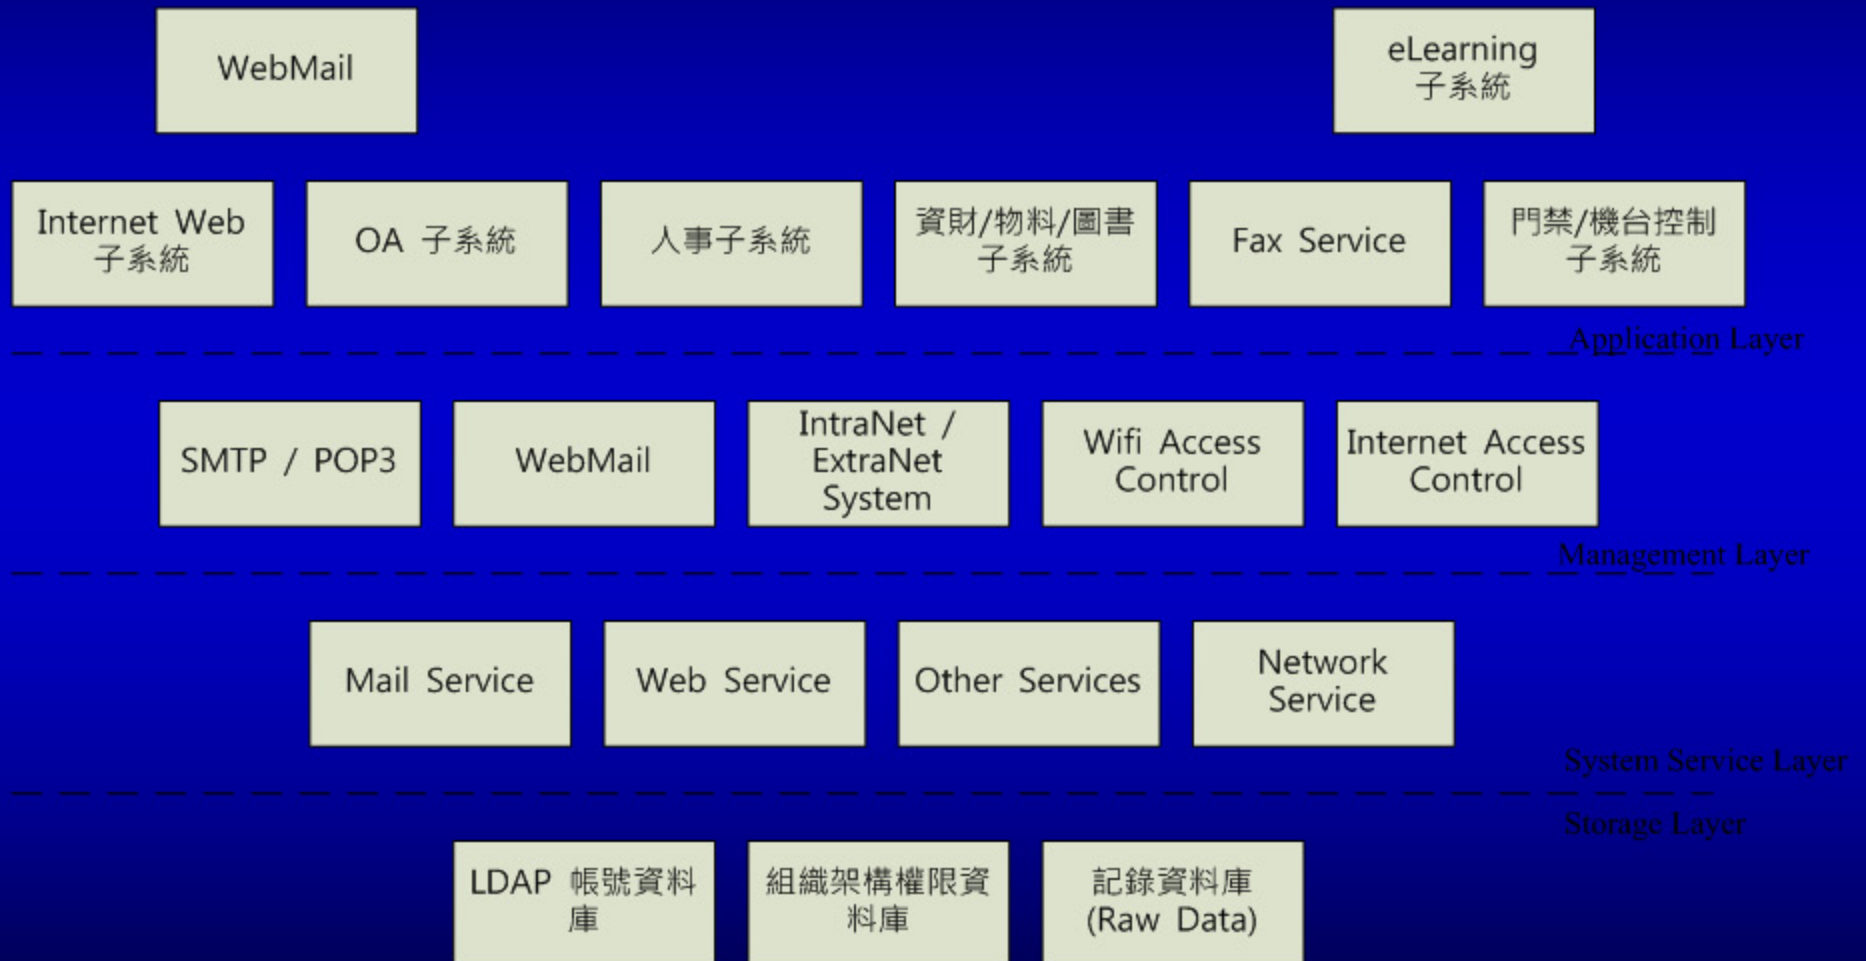 WebMail
eLearning
子系統
Internet Web
子系統
OA 子系統
人事子系統
資財/物料/圖書
子系統
Fax Service
門禁/機台控制
子系統
Application Layer
SMTP / POP3
WebMail
IntraNet /
ExtraNet
System
Wifi Access
Control
Internet Access
Control
Management Layer
Mail Service
Web Service
Other Services
Network
Service
System Service Layer
Storage Layer
LDAP 帳號資料
庫
組織架構權限資
料庫
記錄資料庫
(Raw Data)